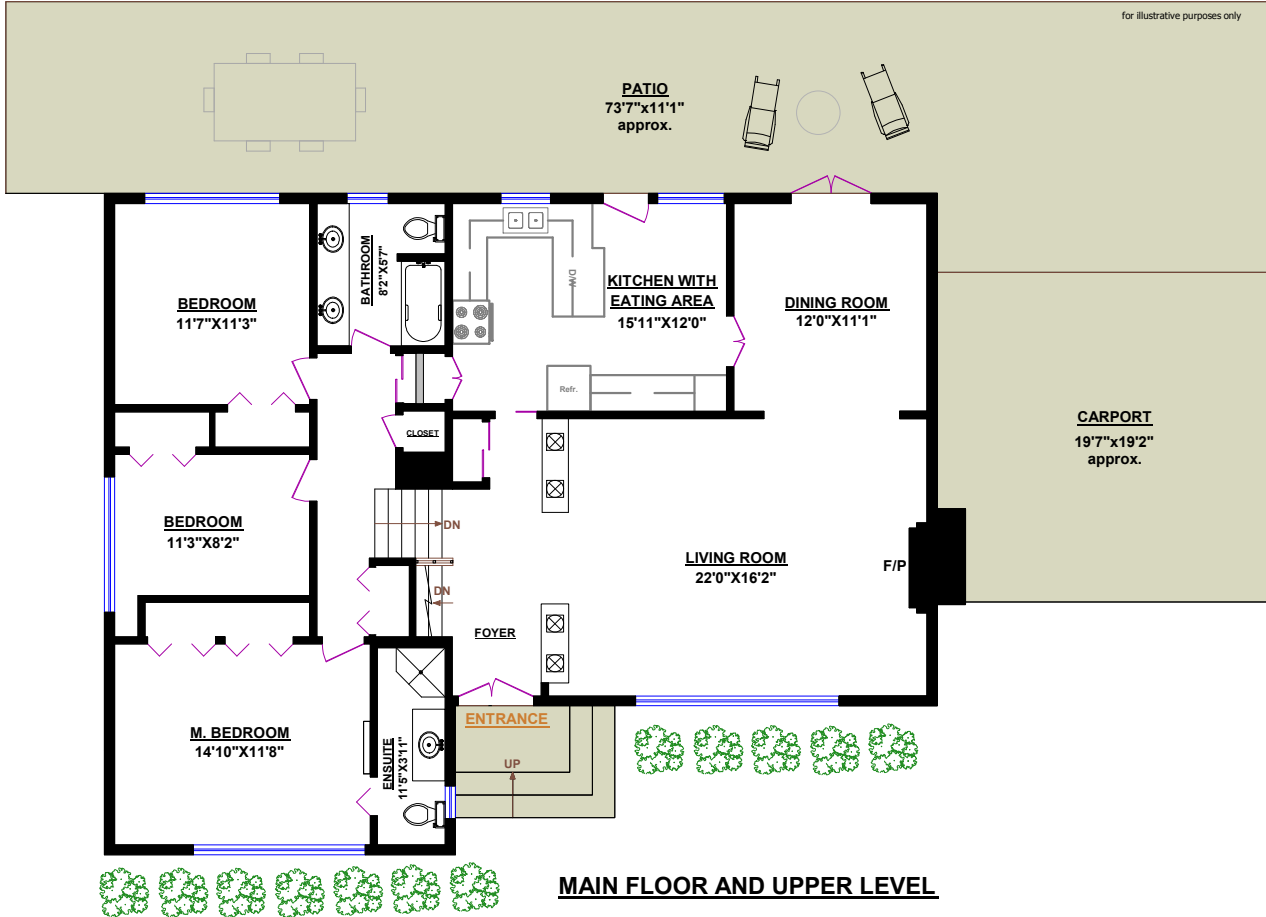 for illustrative purposes only
PATIO
73'7"x11'1"
approx.
BEDROOM
11'7"X11'3"
BATHROOM
8'2"X5'7"
D/W
KITCHEN WITH
EATING AREA
15'11"X12'0"
DINING ROOM
12'0"X11'1"
Refr.
CLOSET
CARPORT
19'7"x19'2"
approx.
BEDROOM
11'3"X8'2"
DN
LIVING ROOM
22'0"X16'2"
F/P
DN
FOYER
M. BEDROOM
14'10"X11'8"
ENSUITE
11'5"X3'11"
ENTRANCE
UP
MAIN FLOOR AND UPPER LEVEL